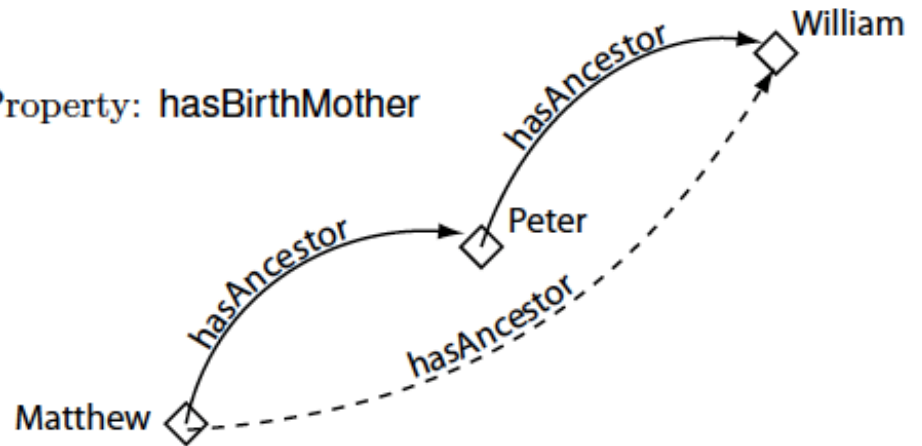 William
hasAncestor
Property: hasBirthMother
Peter
hasAncestor
hasAncestor
Matthew